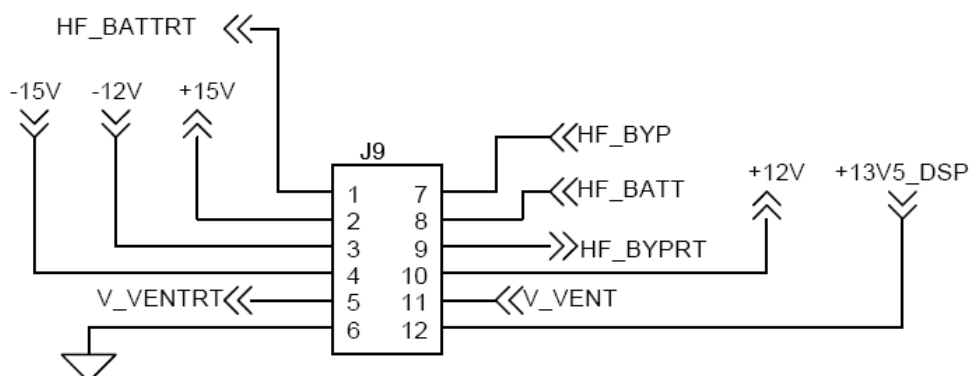 HF_BATTRT
-15V -12V +15V
J9
HF_BYP
+12V +13V5_DSP
1 7
HF_BATT
2 8
3 9 HF_BYPRT
4 10
V_VENTRT 5 11 V_VENT
6 12